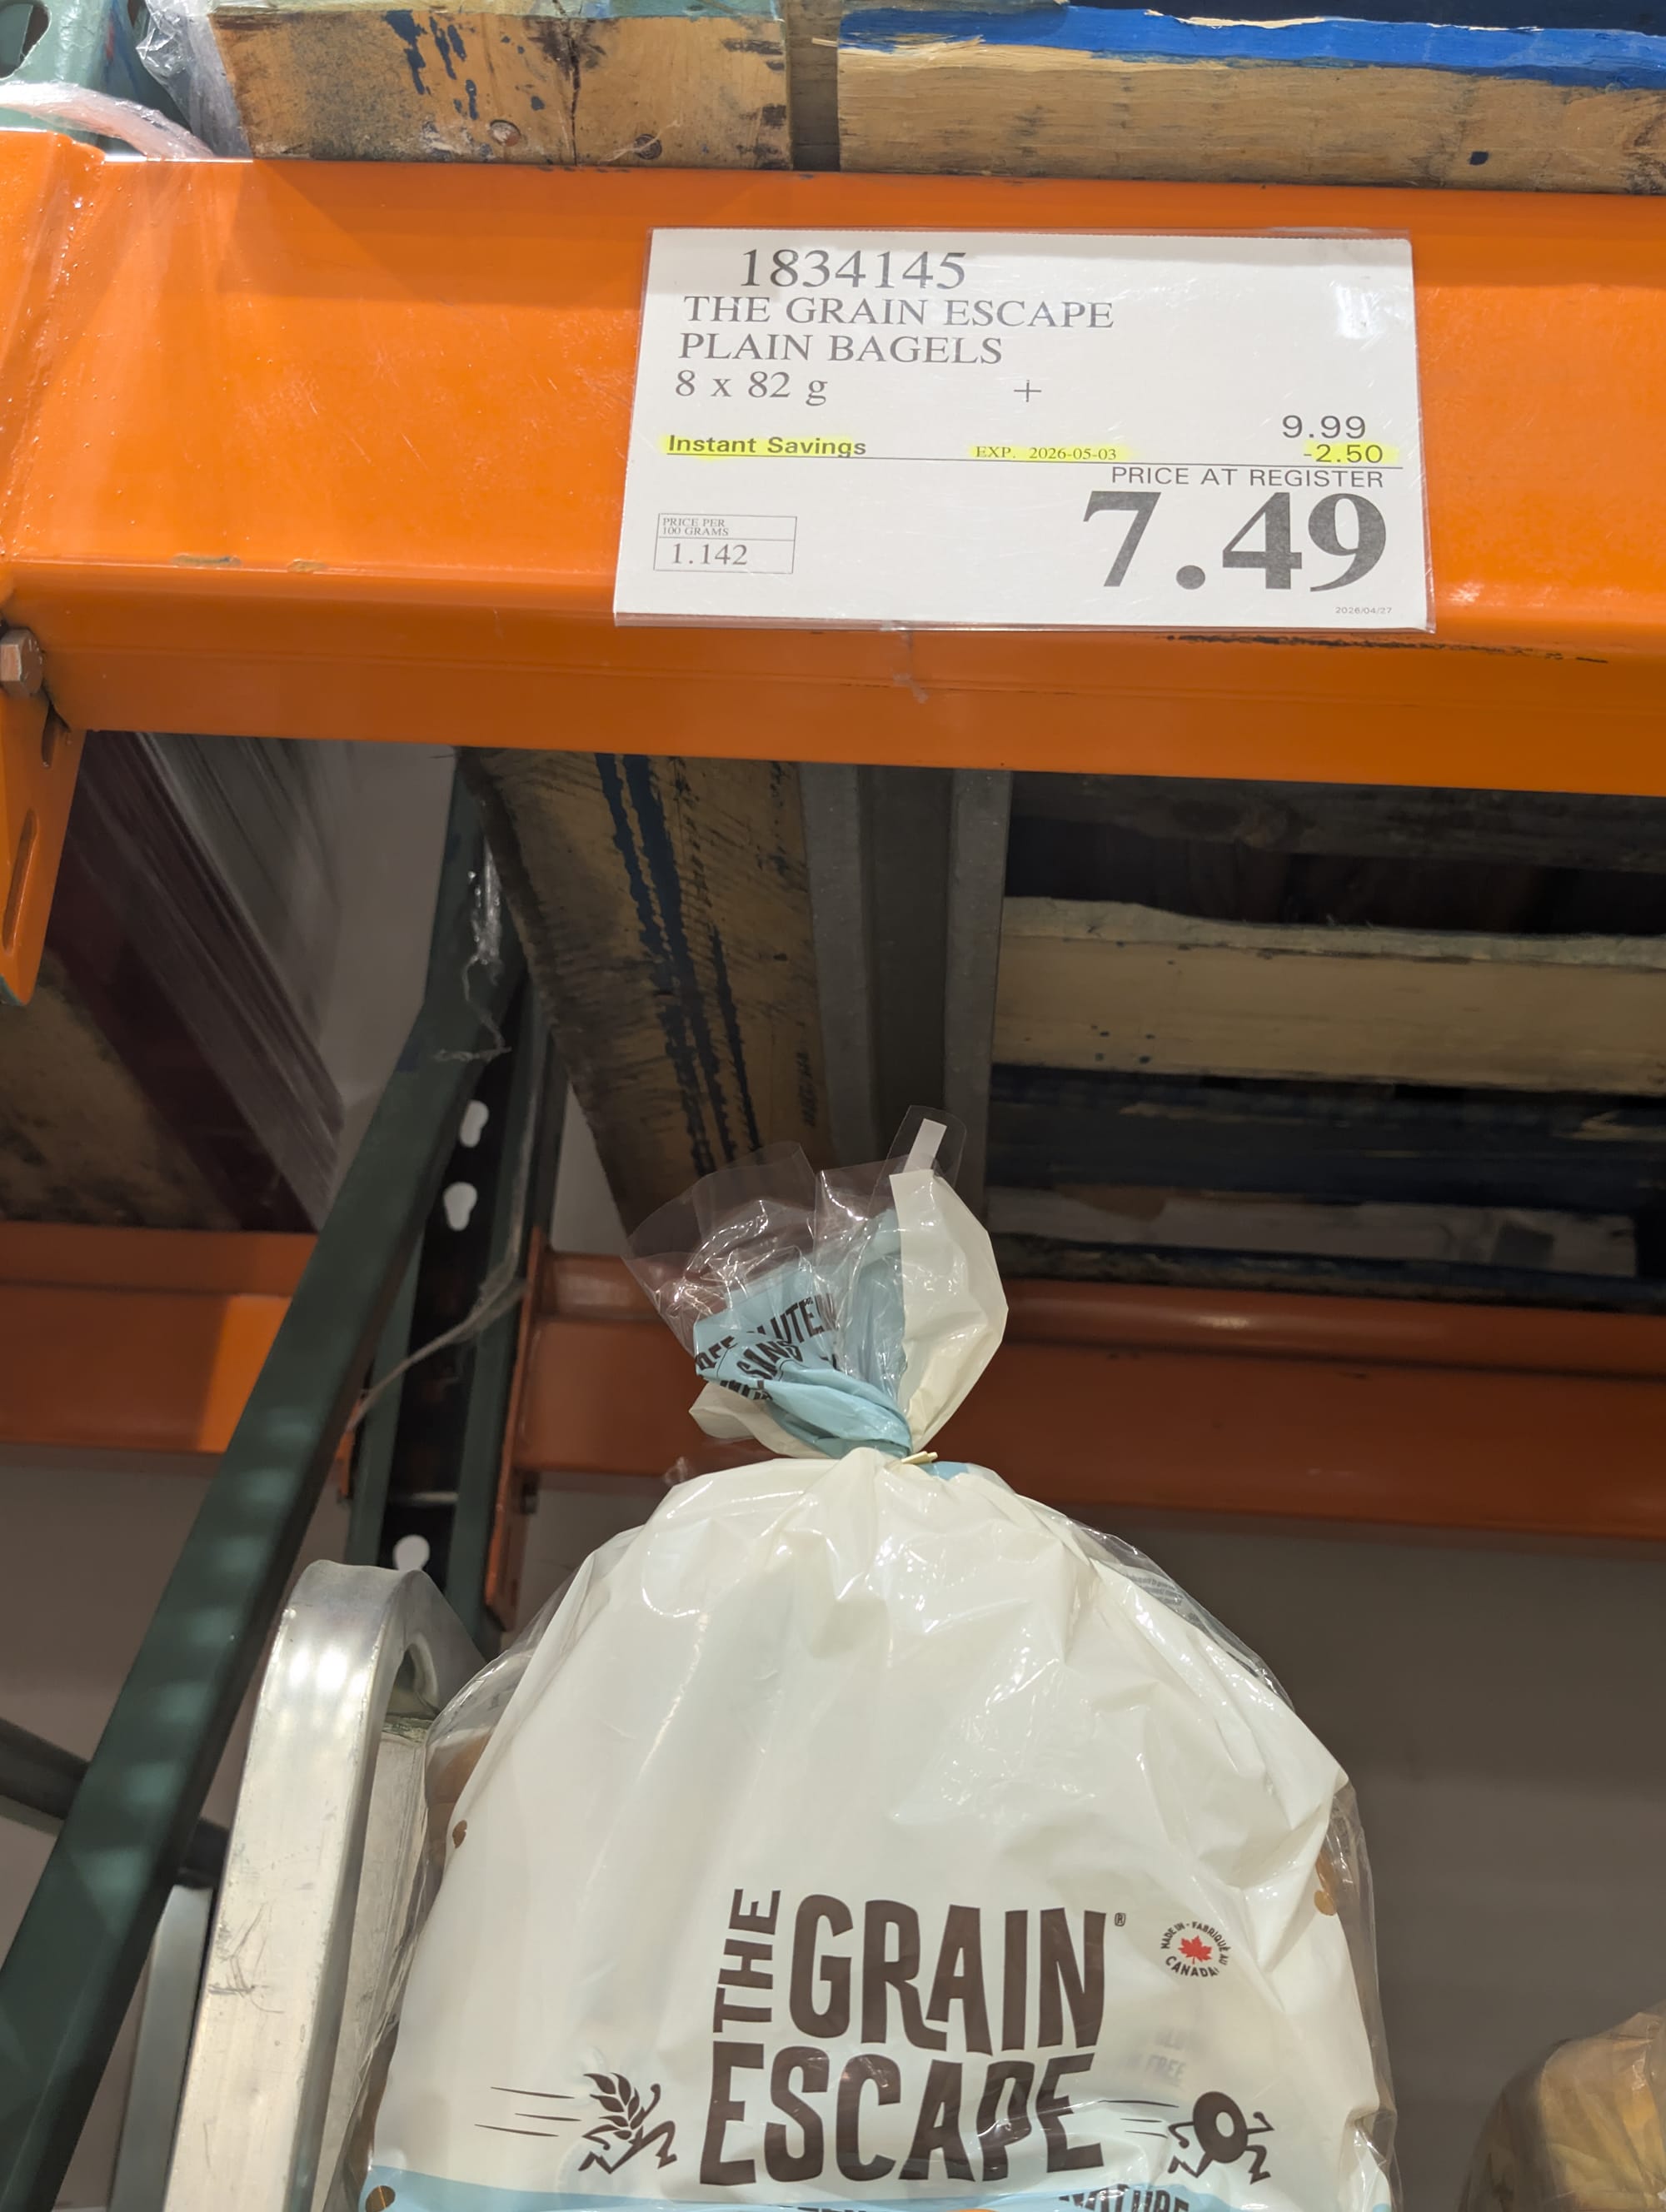 1834145
THE GRAIN ESCAPE
PLAIN BAGELS
8 x 82 g +
9.99
Instant Savings EXP. 2026-05-03 -2.50
PRICE AT REGISTER
7.49
PRICE PER
100 GRAMS
1.142
2026/04/27
SANS
THE GRAIN®
ESCAPE
MADE IN - FABRIQUÉ AU
CANADA
NATURE